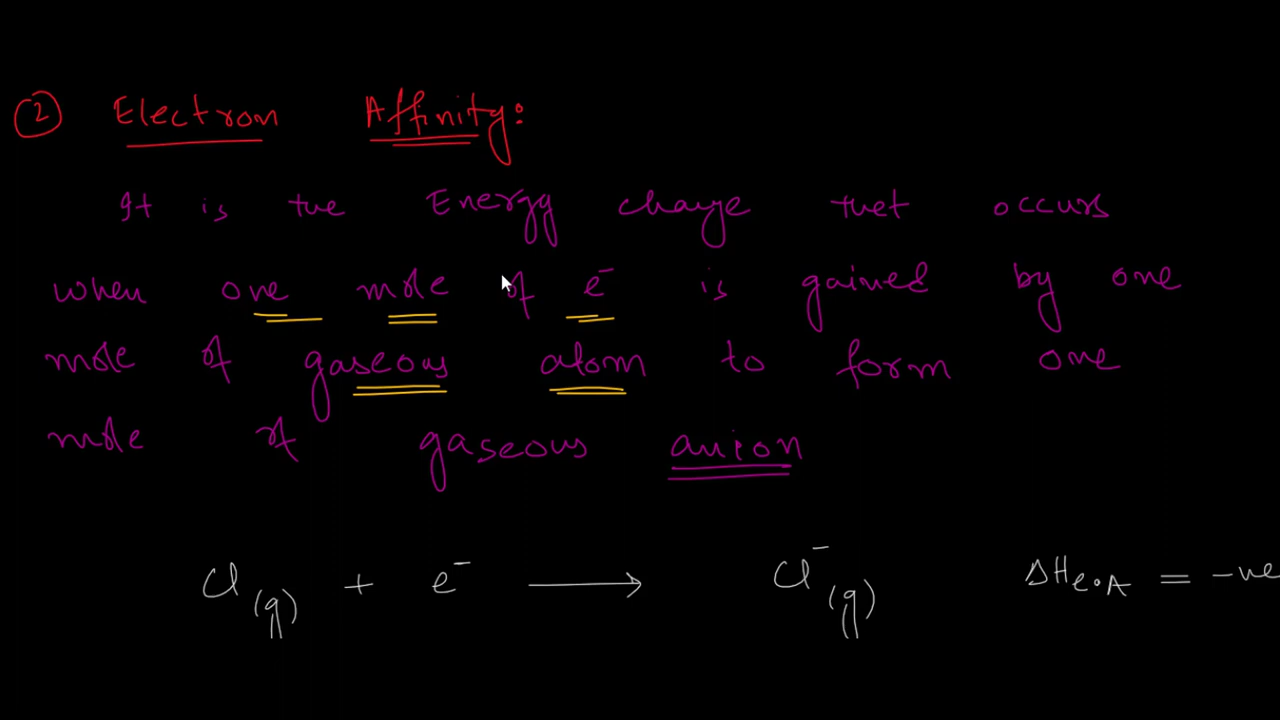 ② Electron Affinity:
It is the Energy change that occurs
when one mole of e⁻ is gained by one
mole of gaseous atom to form one
mole of gaseous anion
Cl(g) + e⁻ ⟶ Cl⁻(g) ΔHe.A = -ve